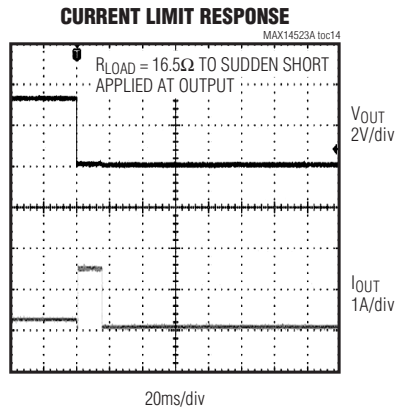 CURRENT LIMIT RESPONSE
MAX14523A toc14
RLOAD = 16.5Ω TO SUDDEN SHORT
APPLIED AT OUTPUT
VOUT
2V/div
IOUT
1A/div
20ms/div